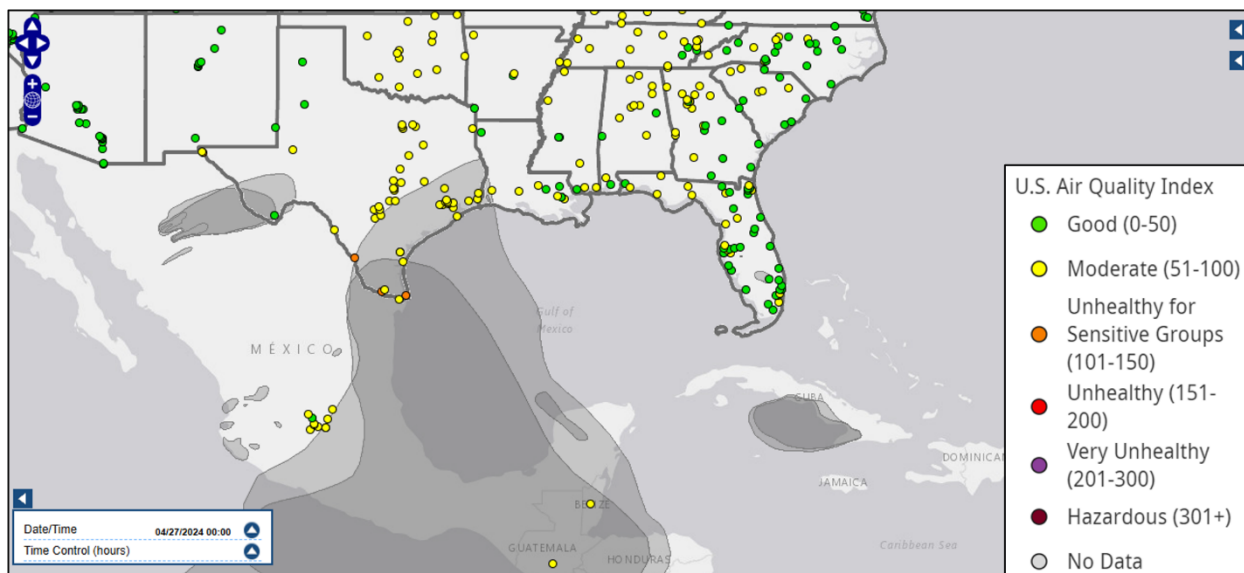 U.S. Air Quality Index
Good (0-50)
Moderate (51-100)
Unhealthy for
Sensitive Groups
(101-150)
Unhealthy (151-
200)
Very Unhealthy
(201-300)
Hazardous (301+)
No Data
Gulf of
Mexico
MÉXICO
CUBA
DOMINICAN
JAMAICA
BELIZE
GUATEMALA
HONDURAS
Caribbean Sea
Date/Time 04/27/2024 00:00
Time Control (hours)